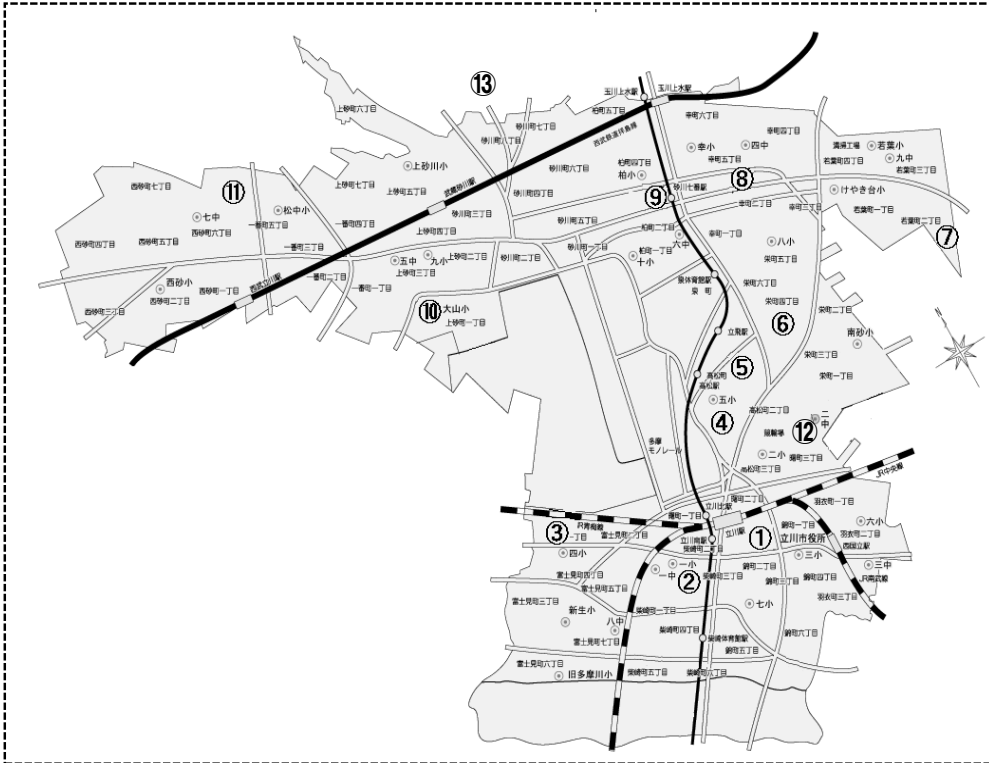 ⑬
玉川上水駅
玉川上水駅
上砂町六丁目
砂川町七丁目
砂川町八丁目
柏町五丁目
幸町六丁目
西武鉄道拝島線
幸町四丁目
幸小
四中
清掃工場
若葉小
九中
若葉町四丁目
若葉町三丁目
幸町五丁目
上砂川小
上砂町七丁目
上砂町五丁目
武蔵砂川駅
砂川町六丁目
柏町四丁目
柏小
⑧
砂川七番駅
⑨
けやき台小
砂川町四丁目
西砂町七丁目
⑪
七中
松中小
一番町五丁目
一番町四丁目
砂川町三丁目
砂川町五丁目
幸町二丁目
幸町三丁目
若葉町一丁目
若葉町二丁目
⑦
西砂町四丁目
西砂町五丁目
西砂町六丁目
一番町三丁目
上砂町四丁目
柏町二丁目
六中
幸町一丁目
八小
砂川町一丁目
柏町一丁目
十小
栄町五丁目
五中
九小
上砂町三丁目
上砂町二丁目
砂川町二丁目
一番町二丁目
西武立川駅
一番町一丁目
西砂小
西砂町一丁目
西砂町二丁目
西砂町三丁目
泉体育館駅
泉町
栄町六丁目
栄町四丁目
⑩
大山小
上砂町一丁目
⑥
栄町二丁目
立飛駅
南砂小
栄町三丁目
⑤
高松町
高松駅
栄町一丁目
五小
④
高松町二丁目
二中
⑫
競輪場
多摩
モノレール
二小
曙町三丁目
高松町三丁目
JR中央線
曙町二丁目
羽衣町一丁目
立川北駅
曙町一丁目
JR青梅線
立川駅
③
①
錦町一丁目
六小
羽衣町二丁目
立川市役所
西国立駅
富士見町二丁目
立川南駅
柴崎町二丁目
四小
三小
三中
一小
一中
②
錦町二丁目
富士見町四丁目
柴崎町三丁目
錦町三丁目
錦町四丁目
JR南武線
富士見町五丁目
羽衣町三丁目
富士見町三丁目
新生小
柴崎町一丁目
七小
八中
柴崎町四丁目
柴崎体育館駅
錦町六丁目
富士見町七丁目
錦町五丁目
富士見町六丁目
旧多摩川小
柴崎町五丁目
柴崎町六丁目
N